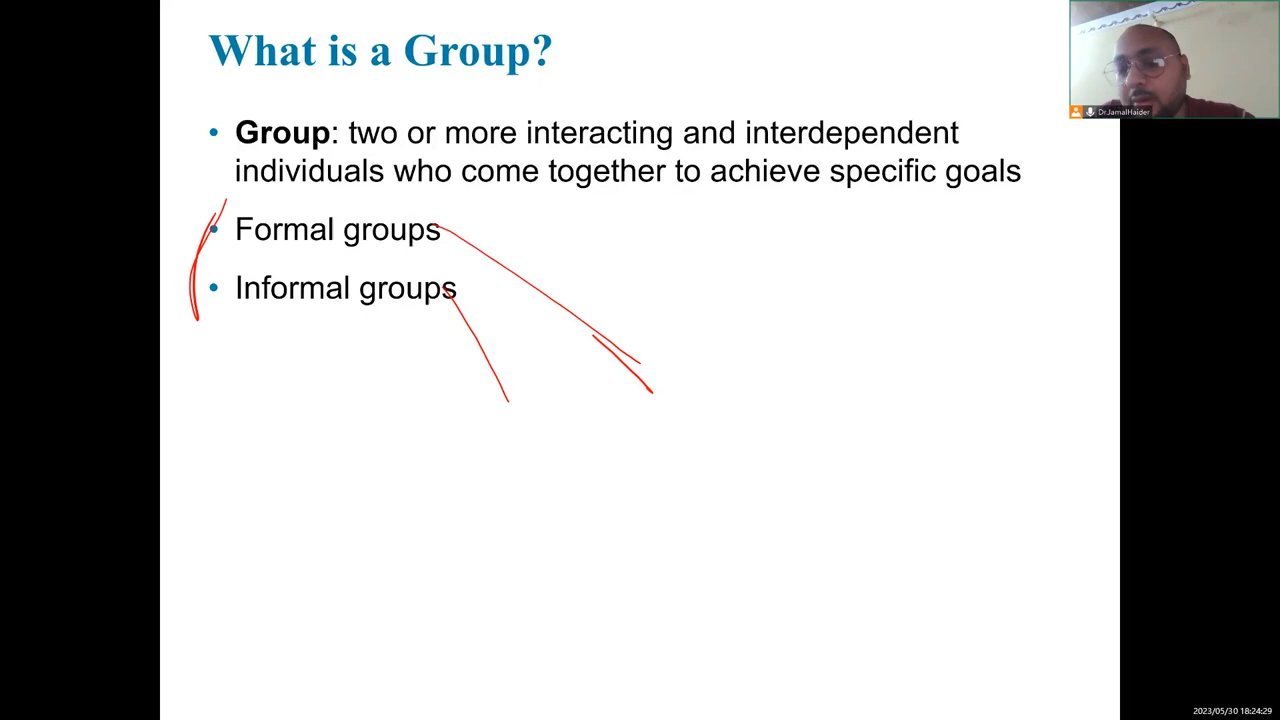 What is a Group?
• Group: two or more interacting and interdependent
individuals who come together to achieve specific goals
• Formal groups
• Informal groups
Dr.JamalHaider
2023/05/30 18:24:29